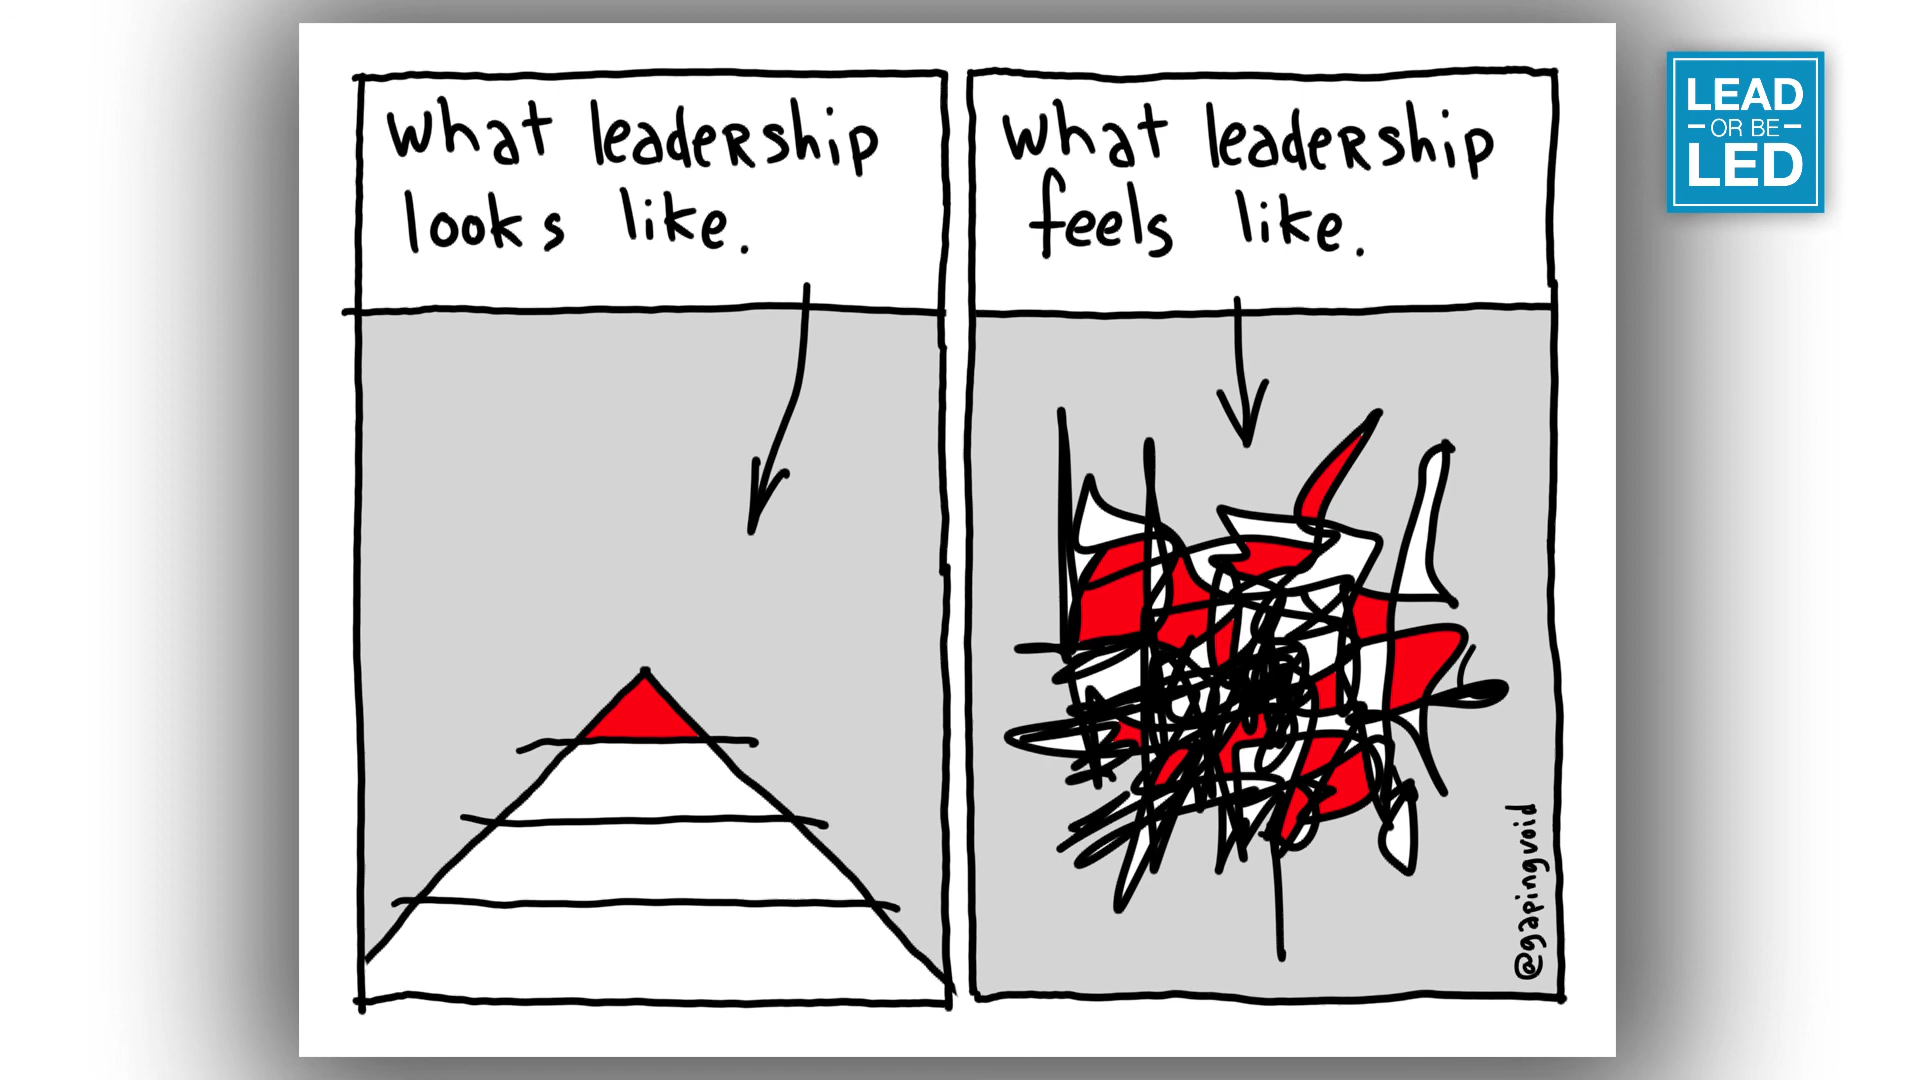 what leadership
looks like.
what leadership
feels like.
@gapingvoid
LEAD
OR BE
LED